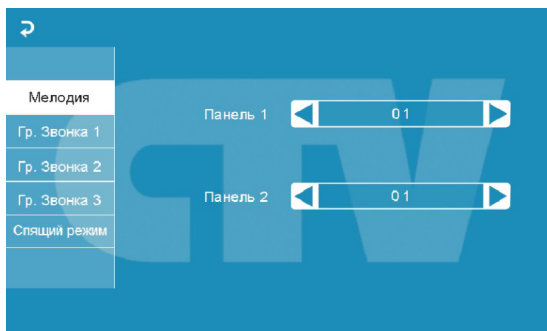 Мелодия
Гр. Звонка 1
Гр. Звонка 2
Гр. Звонка 3
Спящий режим
Панель 1
01
Панель 2
01
CTV